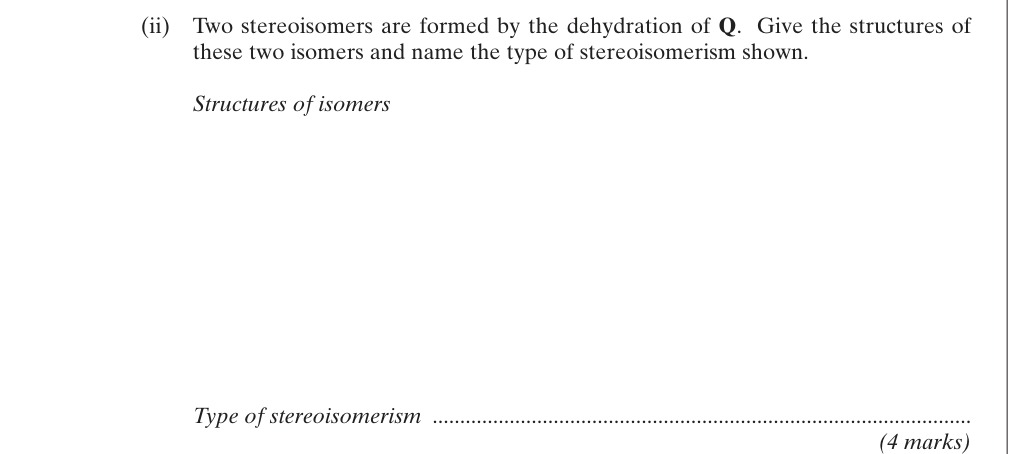 (ii) Two stereoisomers are formed by the dehydration of Q. Give the structures of
these two isomers and name the type of stereoisomerism shown.
Structures of isomers
Type of stereoisomerism ..................................................................................................
(4 marks)